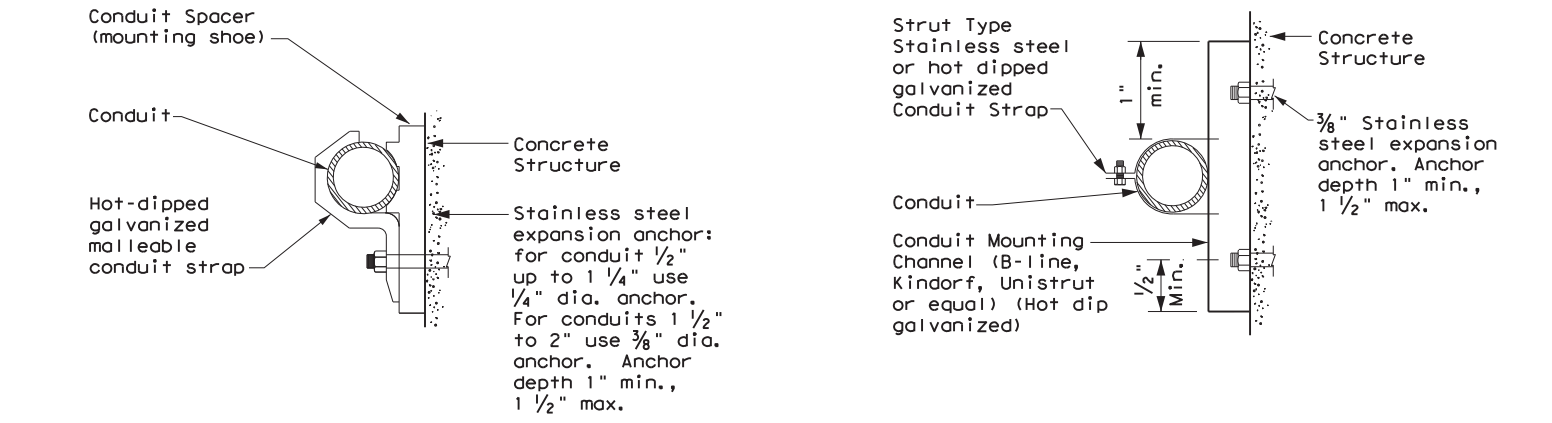 Conduit Spacer
(mounting shoe)
Conduit
Hot-dipped
galvanized
malleable
conduit strap
Concrete
Structure
Stainless steel
expansion anchor:
for conduit 1/2"
up to 1 1/4" use
1/4" dia. anchor.
For conduits 1 1/2"
to 2" use 3/8" dia.
anchor. Anchor
depth 1" min.,
1 1/2" max.
Strut Type
Stainless steel
or hot dipped
galvanized
Conduit Strap
1"
min.
Concrete
Structure
3/8" Stainless
steel expansion
anchor. Anchor
depth 1" min.,
1 1/2" max.
Conduit
Conduit Mounting
Channel (B-line,
Kindorf, Unistrut
or equal) (Hot dip
galvanized)
1/2"
Min.